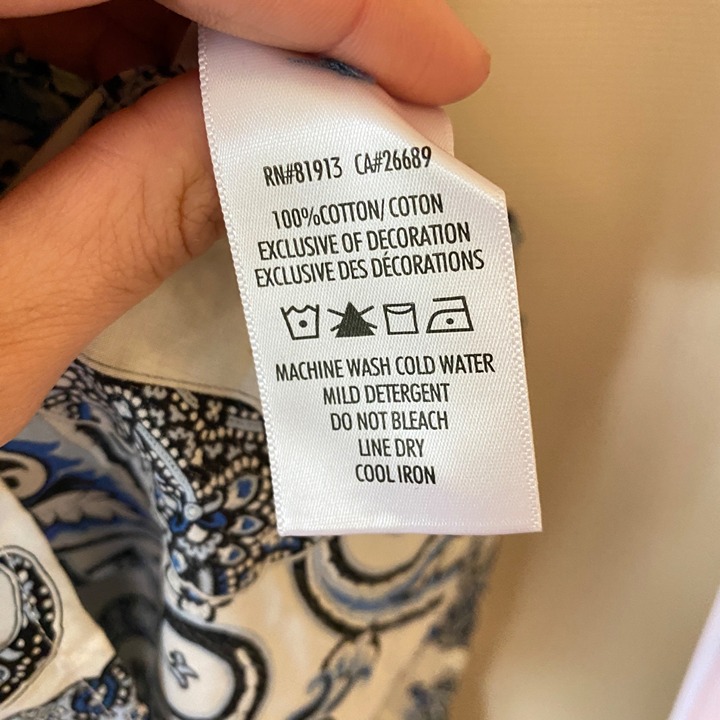 RN#81913 CA#26689
100%COTTON/ COTON
EXCLUSIVE OF DECORATION
EXCLUSIVE DES DÉCORATIONS
MACHINE WASH COLD WATER
MILD DETERGENT
DO NOT BLEACH
LINE DRY
COOL IRON